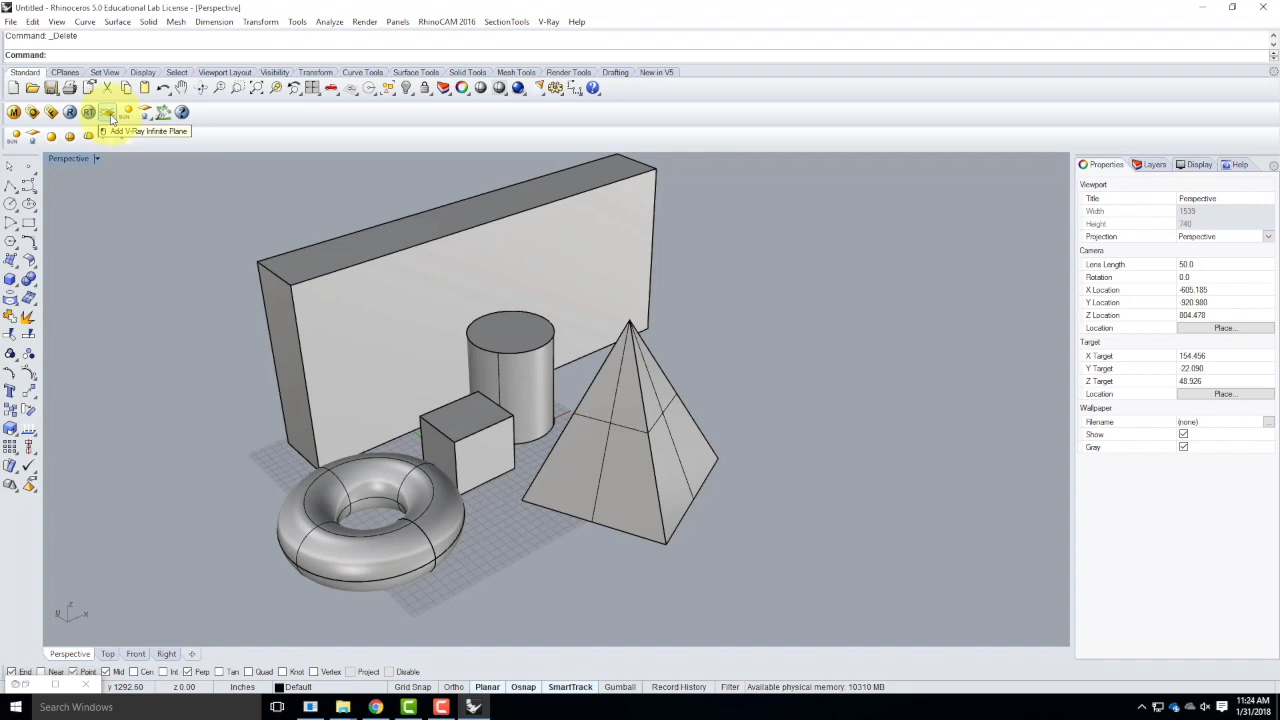 Untitled - Rhinoceros 5.0 Educational Lab License - [Perspective]
File Edit View Curve Surface Solid Mesh Dimension Transform Tools Analyze Render Panels RhinoCAM 2016 SectionTools V-Ray Help
Command: _Delete
Command:
Standard CPlanes Set View Display Select Viewport Layout Visibility Transform Curve Tools Surface Tools Solid Tools Mesh Tools Render Tools Drafting New in V5
M R RT SUN
Add V-Ray Infinite Plane
SUN
Perspective
Properties Layers Display Help
Viewport
Title Perspective
Width 1539
Height 740
Projection Perspective
Camera
Lens Length 50.0
Rotation 0.0
X Location -605.185
Y Location -920.980
Z Location 804.478
Location Place...
Target
X Target 154.456
Y Target -22.090
Z Target 48.926
Location Place...
Wallpaper
Filename (none) ...
Show
Gray
z
y x
Perspective Top Front Right
End Near Point Mid Cen Int Perp Tan Quad Knot Vertex Project Disable
y 1292.60 z 0.00 Inches Default Grid Snap Ortho Planar Osnap SmartTrack Gumball Record History Filter Available physical memory: 10310 MB
Search Windows
11:24 AM
1/31/2018